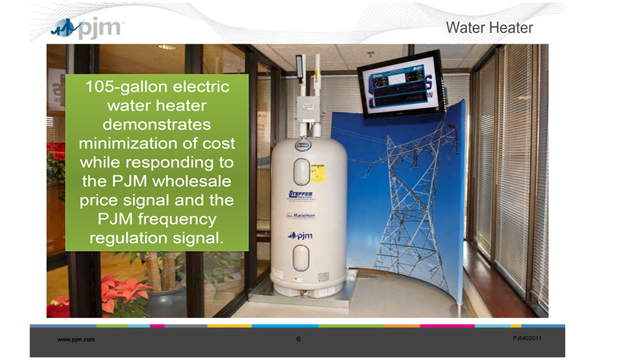 pjm
Water Heater
105-gallon electric
water heater
demonstrates
minimization of cost
while responding to
the PJM wholesale
price signal and the
PJM frequency
regulation signal.
STEFFES
Marathon
pjm
www.pjm.com
6
PJM©2011